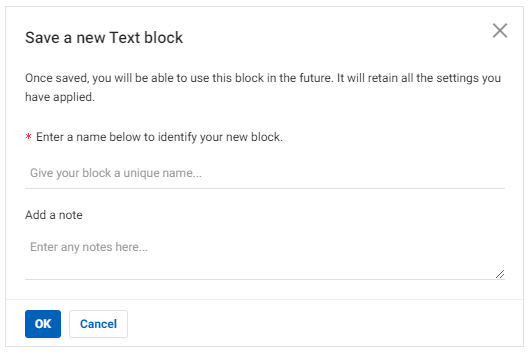 Save a new Text block
Once saved, you will be able to use this block in the future. It will retain all the settings you
have applied.
* Enter a name below to identify your new block.
Give your block a unique name...
Add a note
Enter any notes here...
OK
Cancel